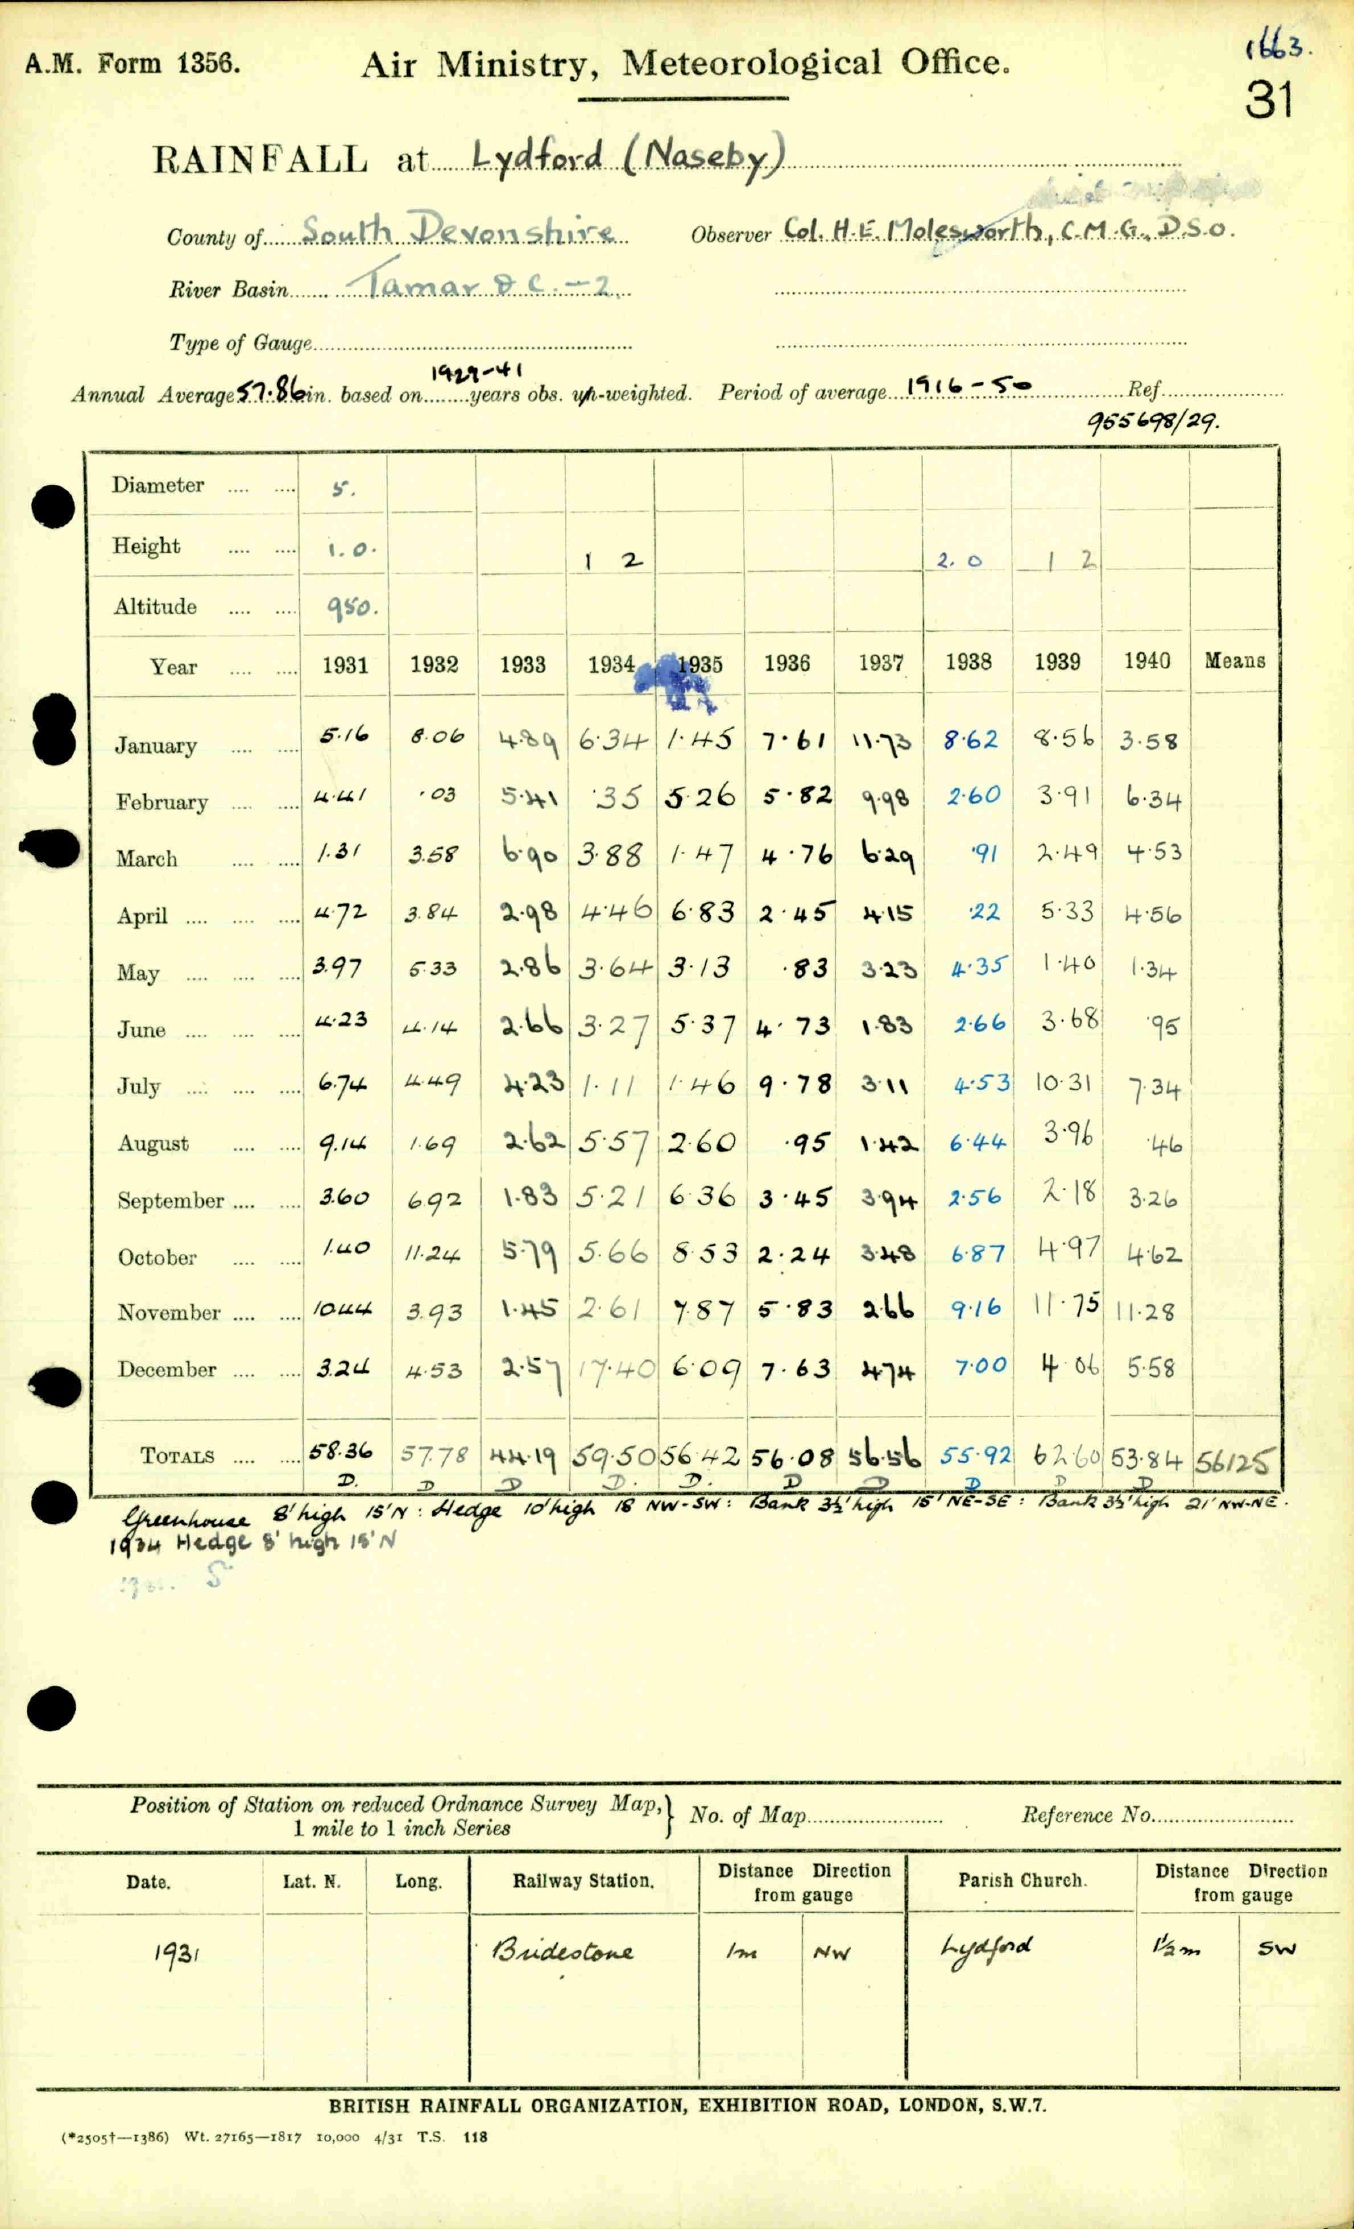 1663.
A.M. Form 1356. Air Ministry, Meteorological Office.
31
RAINFALL at Lydford (Naseby)
County of South Devonshire Observer Col. H.E. Molesworth, C.M.G., D.S.O.
River Basin Tamar &c. - 2.
Type of Gauge
1929-41
Annual Average 57.86 in. based on years obs. un-weighted. Period of average 1916-50 Ref.
955698/29.
Diameter 5.
Height 1.0. 1 2 2.0 1 2
Altitude 950.
Year 1931 1932 1933 1934 1935 1936 1937 1938 1939 1940 Means
January 5.16 8.06 4.89 6.34 1.45 7.61 11.73 8.62 8.56 3.58
February 4.41 .03 5.41 .35 5.26 5.82 9.98 2.60 3.91 6.34
March 1.31 3.58 6.90 3.88 1.47 4.76 6.29 .91 2.49 4.53
April 4.72 3.84 2.98 4.46 6.83 2.45 4.15 .22 5.33 4.56
May 3.97 5.33 2.86 3.64 3.13 .83 3.23 4.35 1.40 1.34
June 4.23 4.14 2.66 3.27 5.37 4.73 1.83 2.66 3.68 .95
July 6.74 4.49 4.23 1.11 1.46 9.78 3.11 4.53 10.31 7.34
August 9.14 1.69 2.62 5.57 2.60 .95 1.42 6.44 3.96 .46
September 3.60 6.92 1.83 5.21 6.36 3.45 3.94 2.56 2.18 3.26
October 1.40 11.24 5.79 5.66 8.53 2.24 3.48 6.87 4.97 4.62
November 10.44 3.93 1.45 2.61 7.87 5.83 2.66 9.16 11.75 11.28
December 3.24 4.53 2.57 17.40 6.09 7.63 4.74 7.00 4.06 5.58
TOTALS 58.36 57.78 44.19 59.50 56.42 56.08 56.56 55.92 62.60 53.84 56125
D. D D D. D. D D D D D
Greenhouse 8' high 15'N : Hedge 10' high 18 NW-SW : Bank 3½' high 15' NE-SE : Bank 3½' high 21' NW-NE.
1934 Hedge 8' high 15'N
Position of Station on reduced Ordnance Survey Map, } No. of Map Reference No.
1 mile to 1 inch Series
Date. Lat. N. Long. Railway Station. Distance Direction from gauge Parish Church. Distance Direction from gauge
1931 Bridestone 1m NW Lydford 1½m SW
BRITISH RAINFALL ORGANIZATION, EXHIBITION ROAD, LONDON, S.W.7.
(*2505†—1386) Wt. 27165—1817 10,000 4/31 T.S. 118